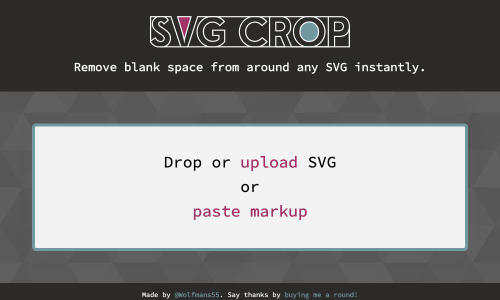 SVG CROP
Remove blank space from around any SVG instantly.
Drop or upload SVG
or
paste markup
Made by @Wolfmans55. Say thanks by buying me a round!